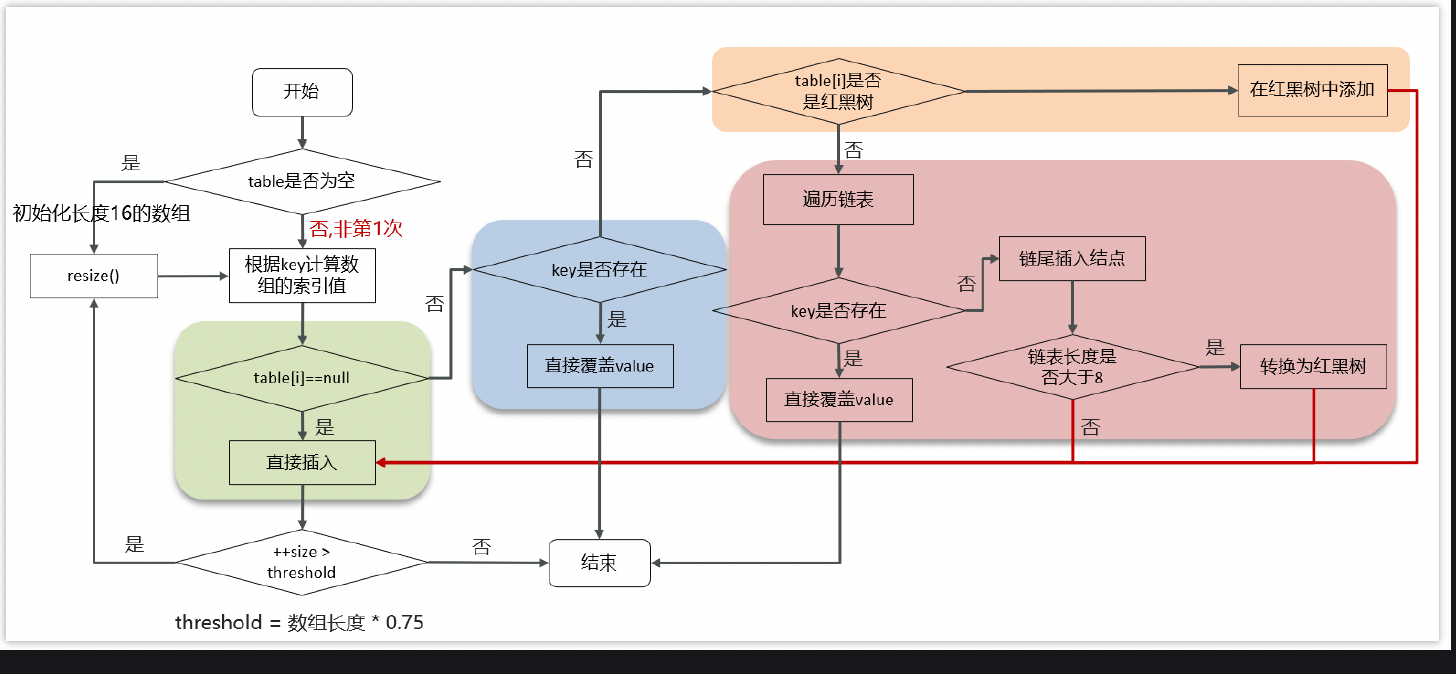 开始
是
table是否为空
初始化长度16的数组
否,非第1次
resize()
根据key计算数
组的索引值
否
table[i]==null
是
直接插入
是
++size >
threshold
否
threshold = 数组长度 * 0.75
key是否存在
是
直接覆盖value
结束
否
table[i]是否
是红黑树
在红黑树中添加
否
遍历链表
key是否存在
是
直接覆盖value
否
链尾插入结点
链表长度是
否大于8
是
转换为红黑树
否